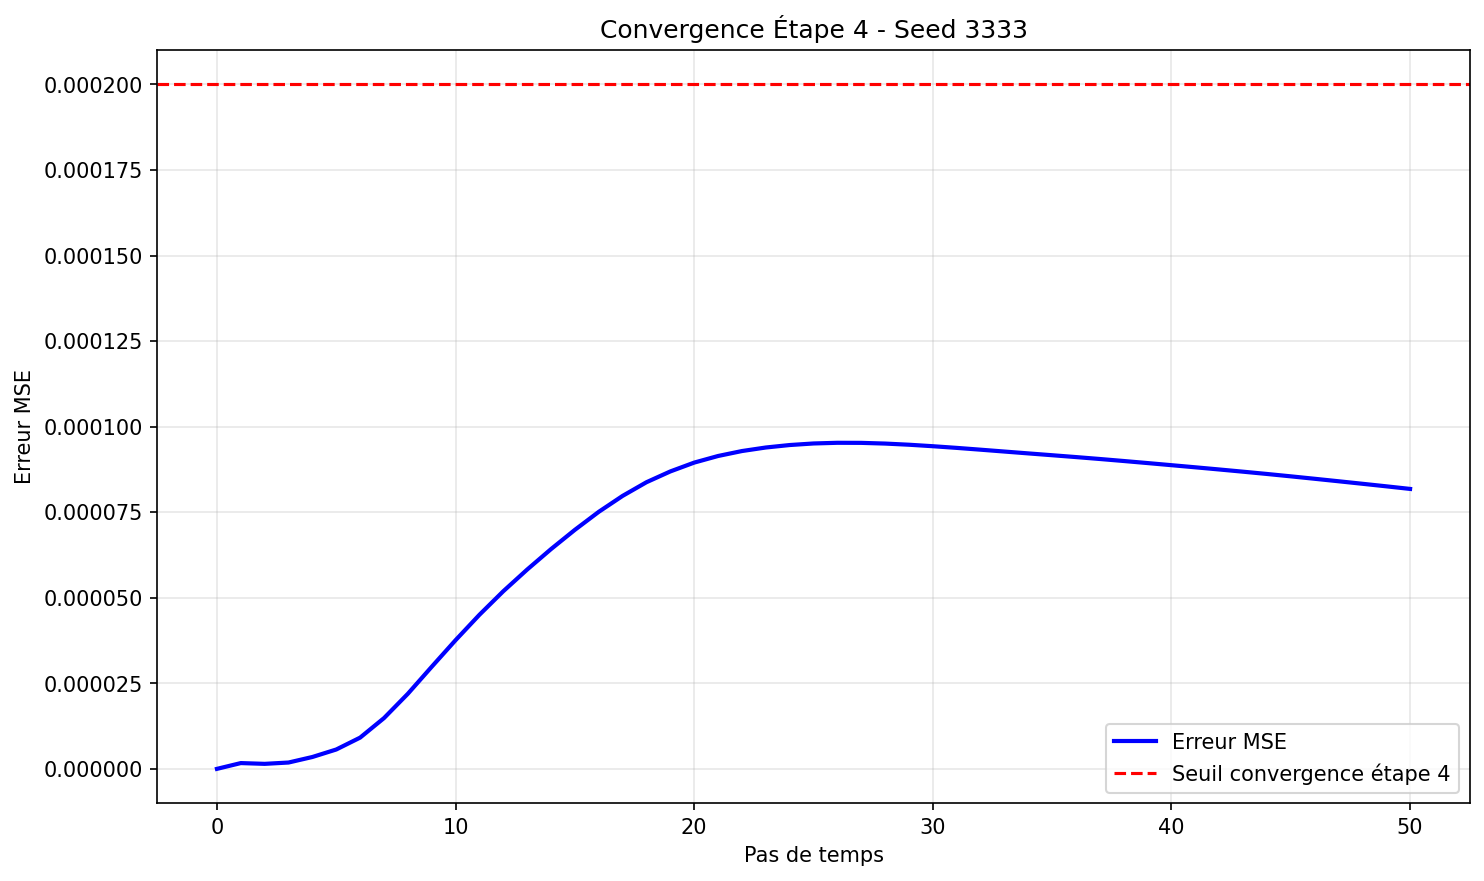 Convergence Étape 4 - Seed 3333
0.000200
0.000175
0.000150
0.000125
0.000100
0.000075
0.000050
0.000025
0.000000
Erreur MSE
Erreur MSE
Seuil convergence étape 4
0 10 20 30 40 50
Pas de temps